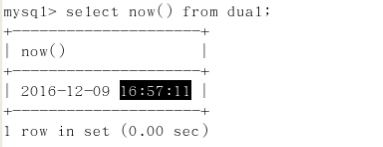 mysql> select now() from dual;
+---------------------+
| now()               |
+---------------------+
| 2016-12-09 16:57:11 |
+---------------------+
1 row in set (0.00 sec)